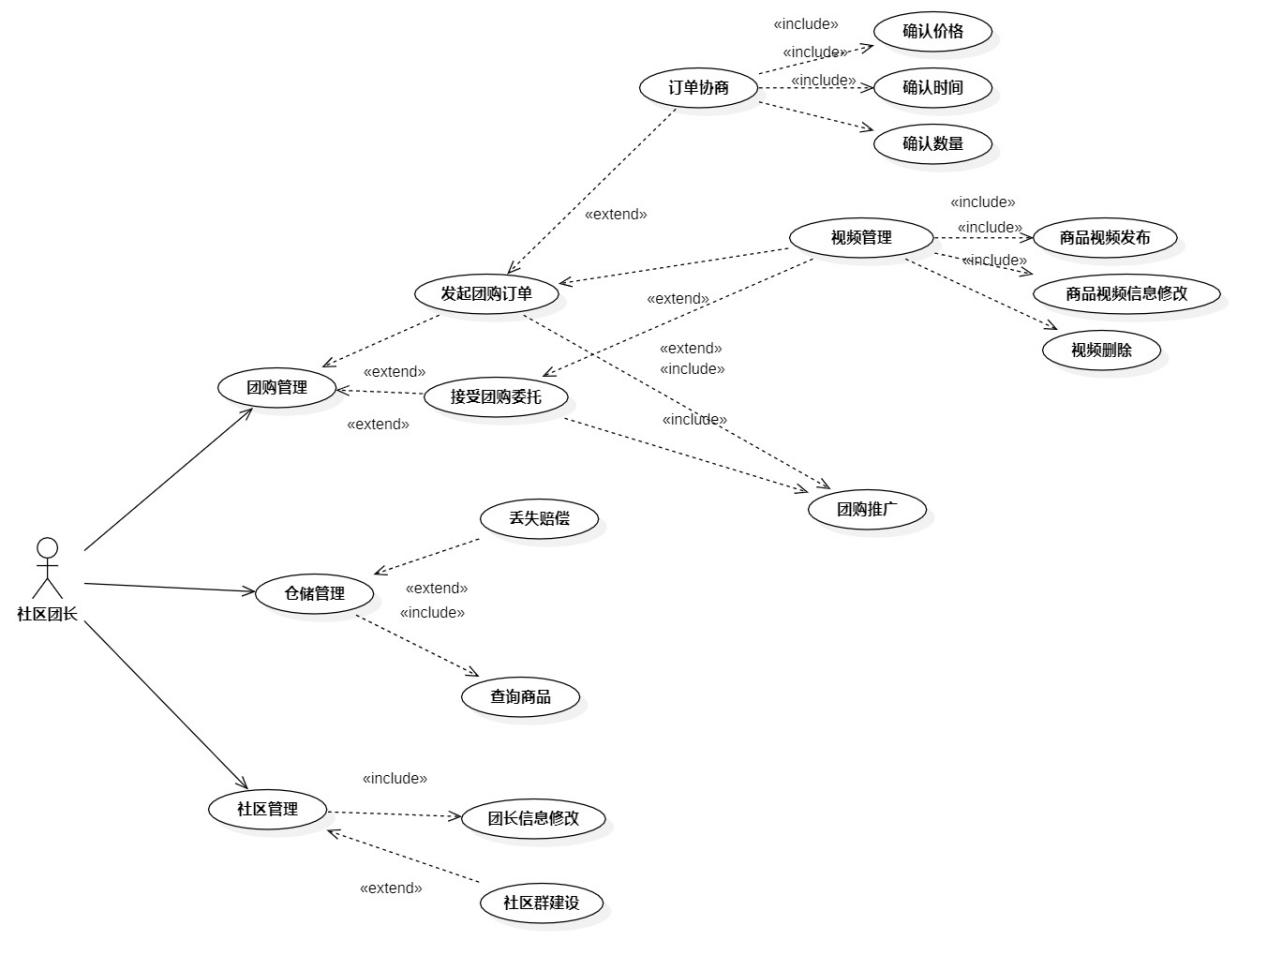 «include»
确认价格
«include»
«include»
订单协商
确认时间
确认数量
«include»
«extend»
«include»
视频管理
商品视频发布
«include»
发起团购订单
商品视频信息修改
«extend»
«extend»
视频删除
«include»
«extend»
团购管理
接受团购委托
«extend»
«include»
团购推广
丢失赔偿
«extend»
仓储管理
«include»
社区团长
查询商品
«include»
社区管理
团长信息修改
«extend»
社区群建设